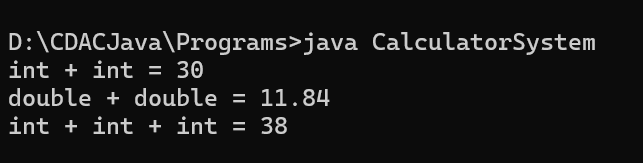 D:\CDACJava\Programs>java CalculatorSystem
int + int = 30
double + double = 11.84
int + int + int = 38